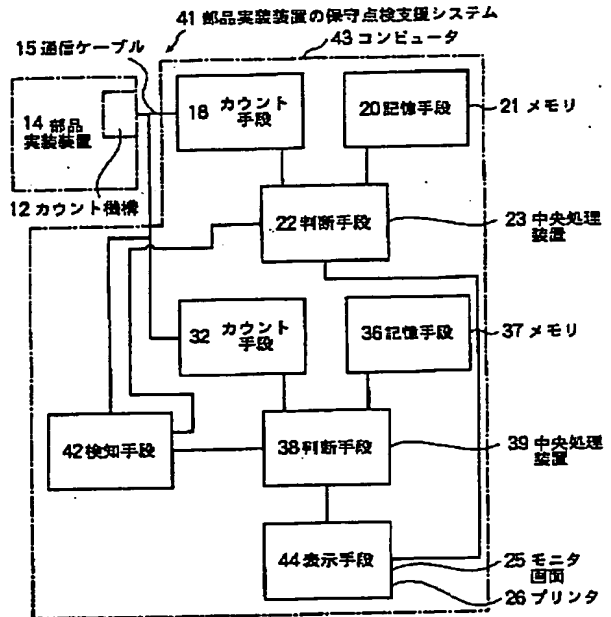 41 部品実装装置の保守点検支援システム
15 通信ケーブル
43 コンピュータ
14 部品
実装装置
12 カウント機構
18 カウント
手段
20 記憶手段
21 メモリ
22 判断手段
23 中央処理
装置
32 カウント
手段
36 記憶手段
37 メモリ
42 検知手段
38 判断手段
39 中央処理
装置
44 表示手段
25 モニタ
画面
26 プリンタ